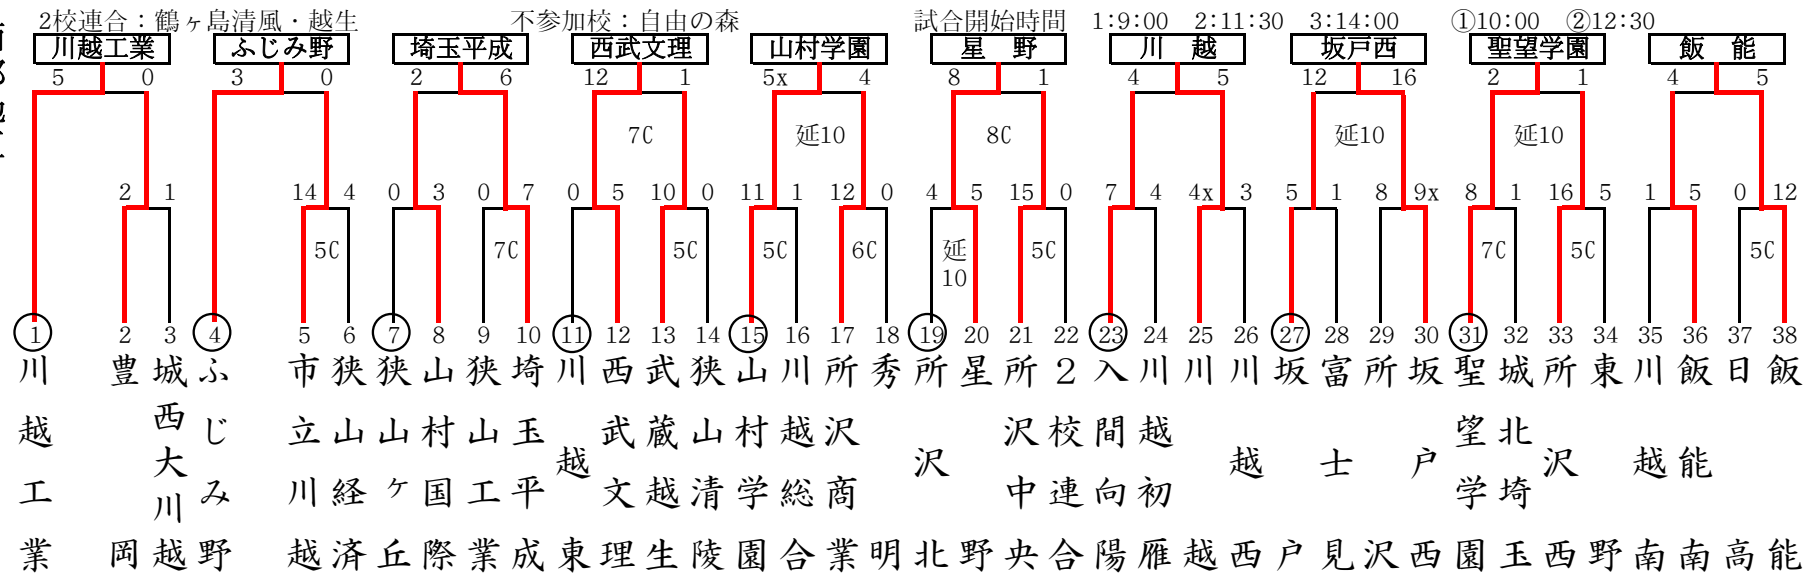 2校連合：鶴ヶ島清風・越生　不参加校：自由の森　試合開始時間　1:9:00　2:11:30　3:14:00　①10:00　②12:30
川越工業　ふじみ野　埼玉平成　西武文理　山村学園　星　野　川　越　坂戸西　聖望学園　飯　能
5 0 3 0 2 6 12 1 5x 4 8 1 4 5 12 16 2 1 4 5
7C 延10 8C 延10 延10
2 1 14 4 0 3 0 7 0 5 10 0 11 1 12 0 4 5 15 0 7 4 4x 3 5 1 8 9x 8 1 16 5 1 5 0 12
5C 7C 5C 5C 6C 延10 5C 7C 5C 5C
1 川越工業
2 豊岡
3 城西大川越
4 ふじみ野
5 市立川越
6 狭山経済
7 狭山ケ丘
8 山村国際
9 狭山工業
10 埼玉平成
11 川越東
12 西武文理
13 武蔵越生
14 狭山清陵
15 山村学園
16 川越総合
17 所沢商業
18 秀明
19 所沢北
20 星野
21 所沢中央
22 2校連合
23 入間向陽
24 川越初雁
25 川越
26 川越西
27 坂戸
28 富士見
29 所沢
30 坂戸西
31 聖望学園
32 城北埼玉
33 所沢西
34 東野
35 川越南
36 飯能南
37 日高
38 飯能